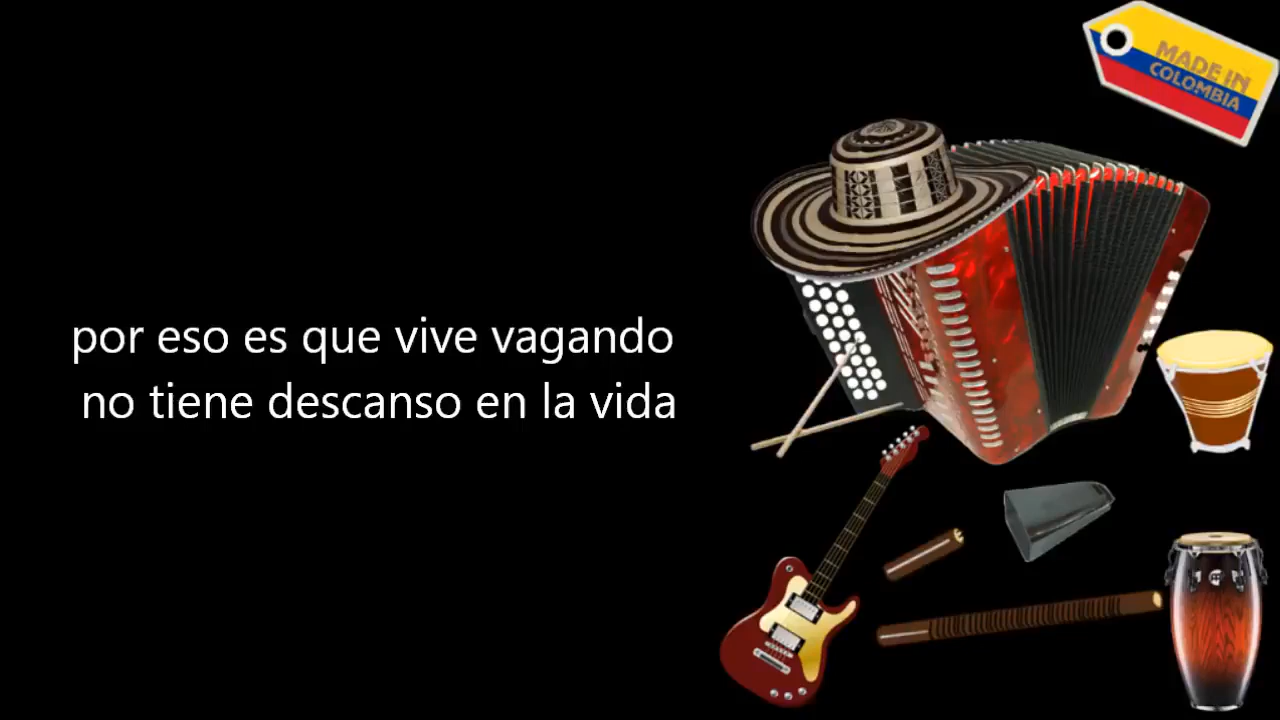 MADE IN
COLOMBIA
por eso es que vive vagando
no tiene descanso en la vida